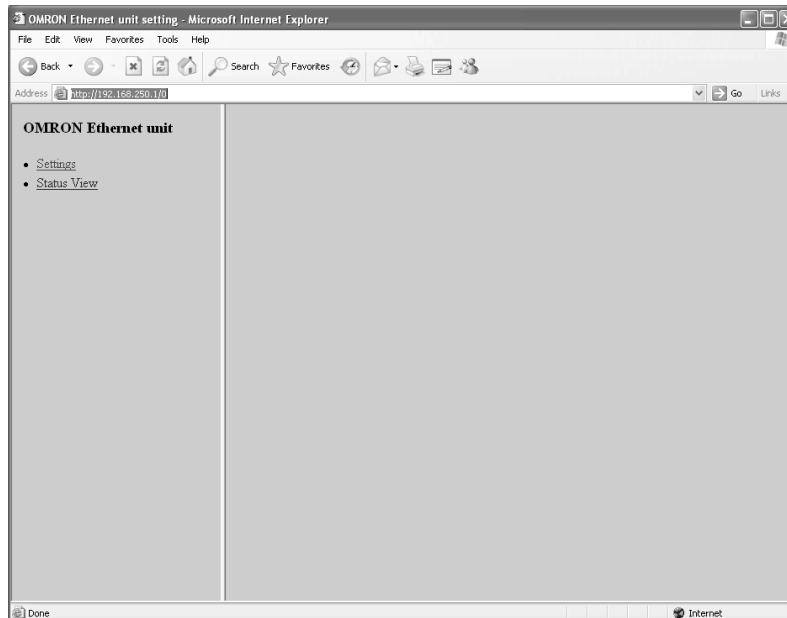 OMRON Ethernet unit setting - Microsoft Internet Explorer
File Edit View Favorites Tools Help
Back Search Favorites
Address http://192.168.250.1/0 Go Links
OMRON Ethernet unit
• Settings
• Status View
Done Internet